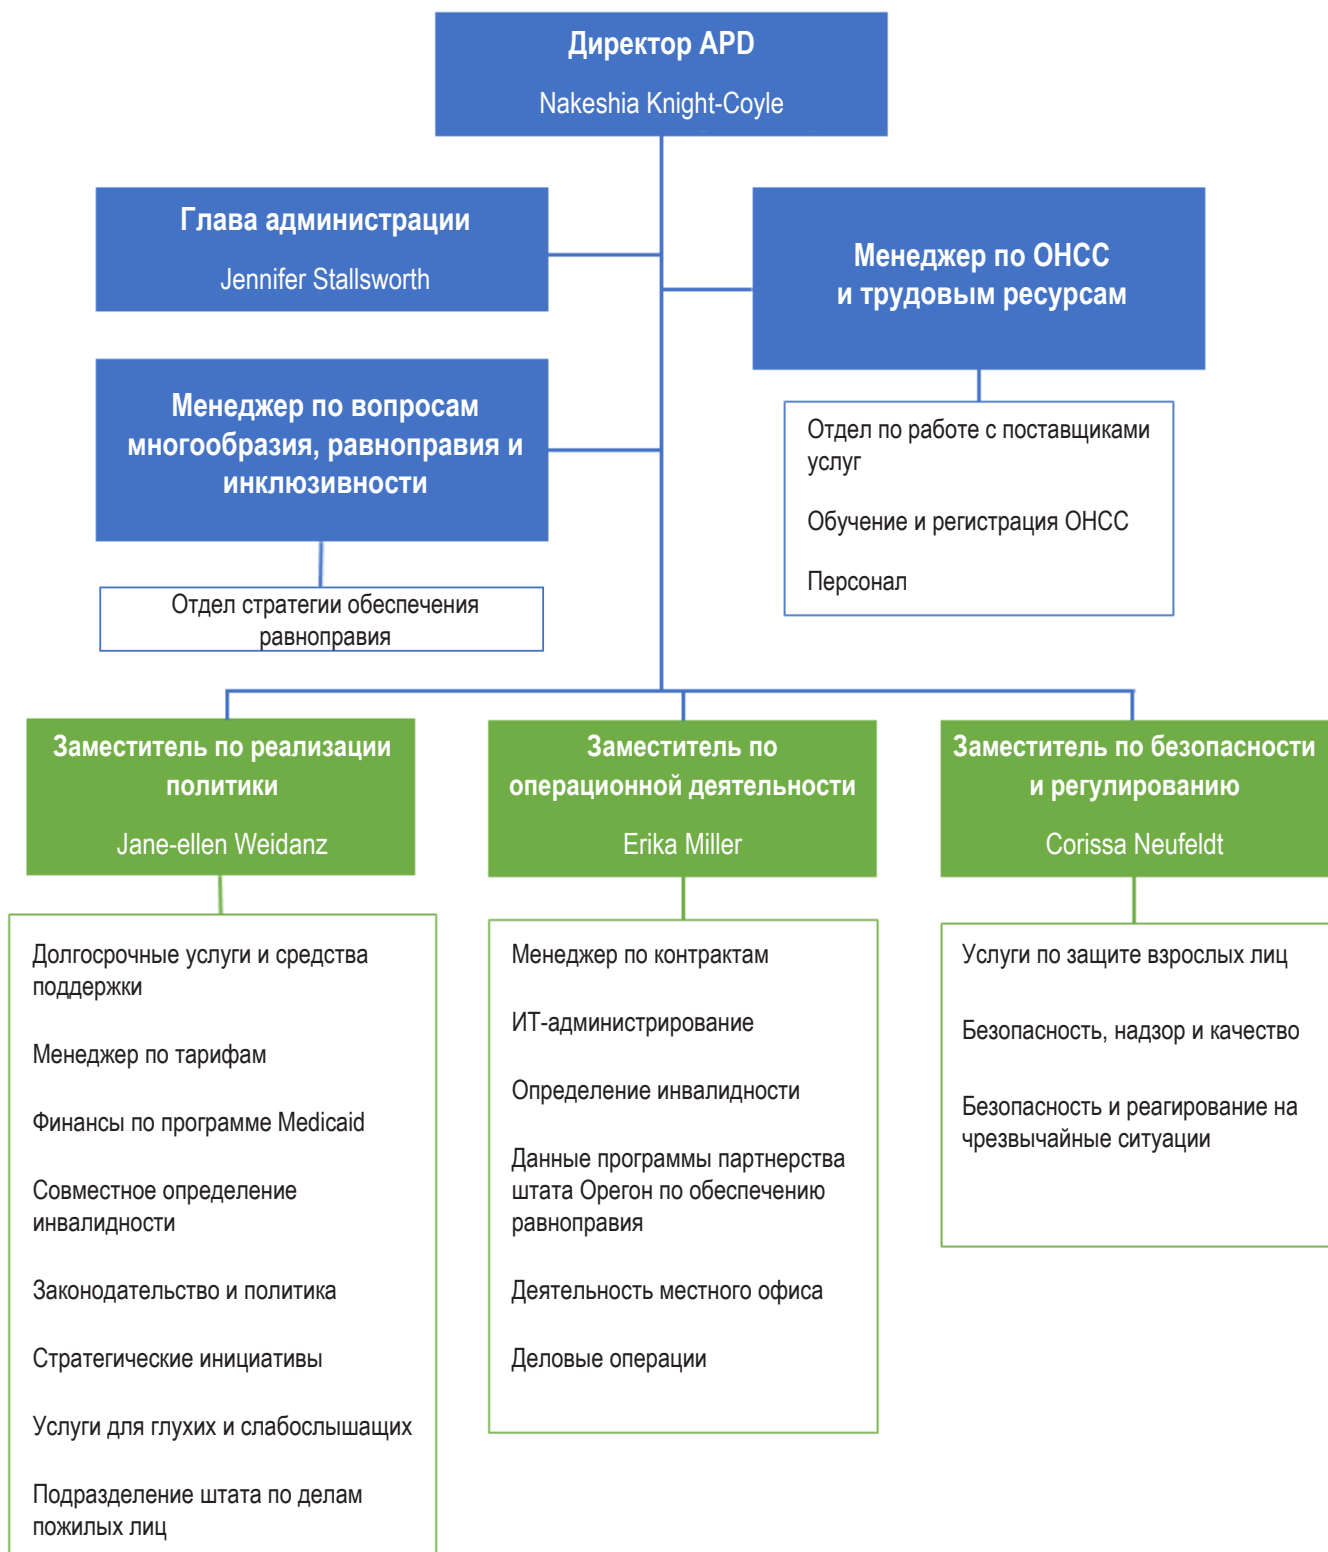 Директор APD
Nakeshia Knight-Coyle
Глава администрации
Jennifer Stallsworth
Менеджер по OHCC
и трудовым ресурсам
Менеджер по вопросам
многообразия, равноправия и
инклюзивности
Отдел по работе с поставщиками
услуг
Обучение и регистрация OHCC
Персонал
Отдел стратегии обеспечения
равноправия
Заместитель по реализации
политики
Jane-ellen Weidanz
Заместитель по
операционной деятельности
Erika Miller
Заместитель по безопасности
и регулированию
Corissa Neufeldt
Долгосрочные услуги и средства
поддержки
Менеджер по тарифам
Финансы по программе Medicaid
Совместное определение
инвалидности
Законодательство и политика
Стратегические инициативы
Услуги для глухих и слабослышащих
Подразделение штата по делам
пожилых лиц
Менеджер по контрактам
ИТ-администрирование
Определение инвалидности
Данные программы партнерства
штата Орегон по обеспечению
равноправия
Деятельность местного офиса
Деловые операции
Услуги по защите взрослых лиц
Безопасность, надзор и качество
Безопасность и реагирование на
чрезвычайные ситуации